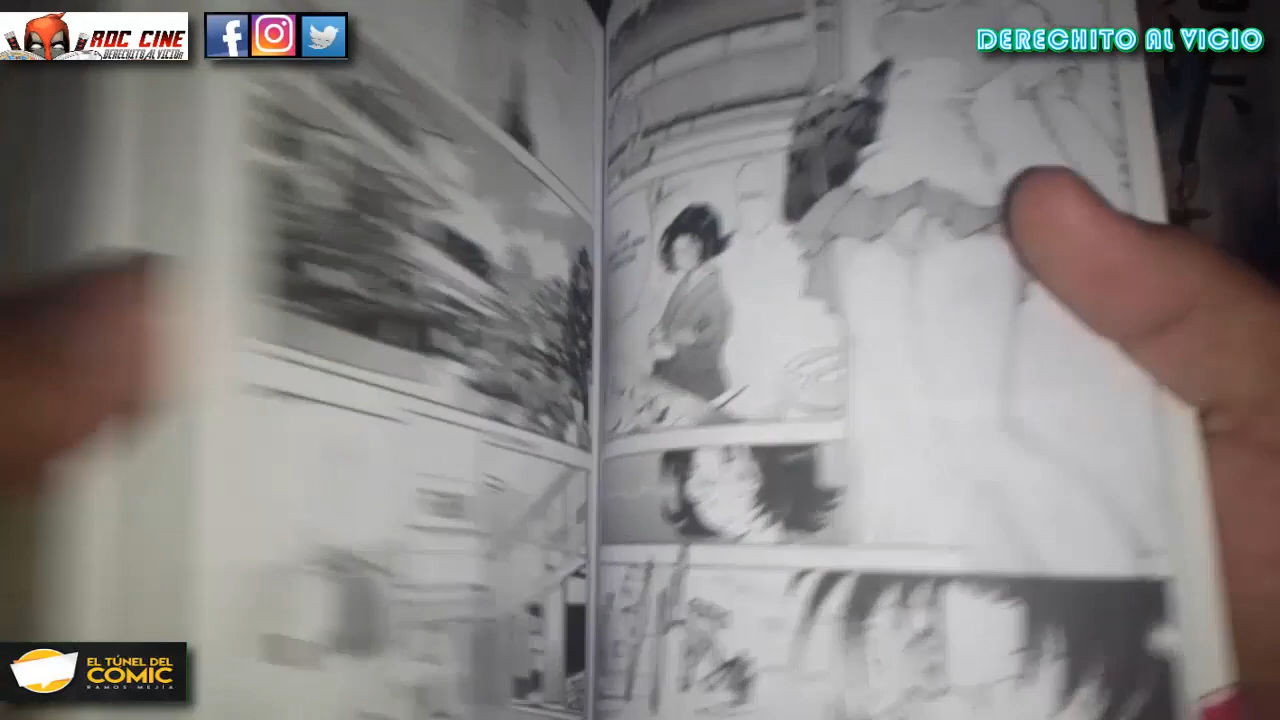 ROC CINE
DERECHITO AL VICIO
DERECHITO AL VICIO
EL TÚNEL DEL
COMIC
RAMOS MEJÍA